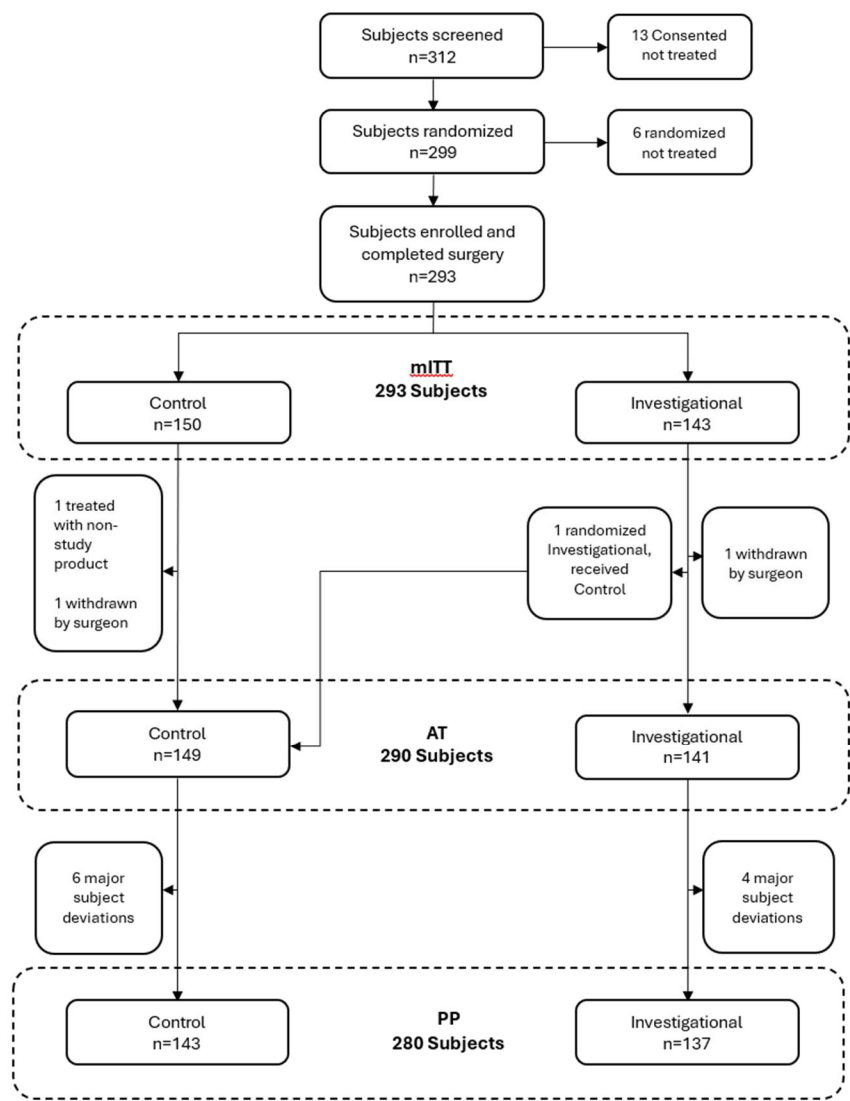 Subjects screened
n=312
13 Consented
not treated
Subjects randomized
n=299
6 randomized
not treated
Subjects enrolled and
completed surgery
n=293
mITT
293 Subjects
Control
n=150
Investigational
n=143
1 treated
with non-
study
product
1 withdrawn
by surgeon
1 randomized
Investigational,
received
Control
1 withdrawn
by surgeon
Control
n=149
AT
290 Subjects
Investigational
n=141
6 major
subject
deviations
4 major
subject
deviations
Control
n=143
PP
280 Subjects
Investigational
n=137